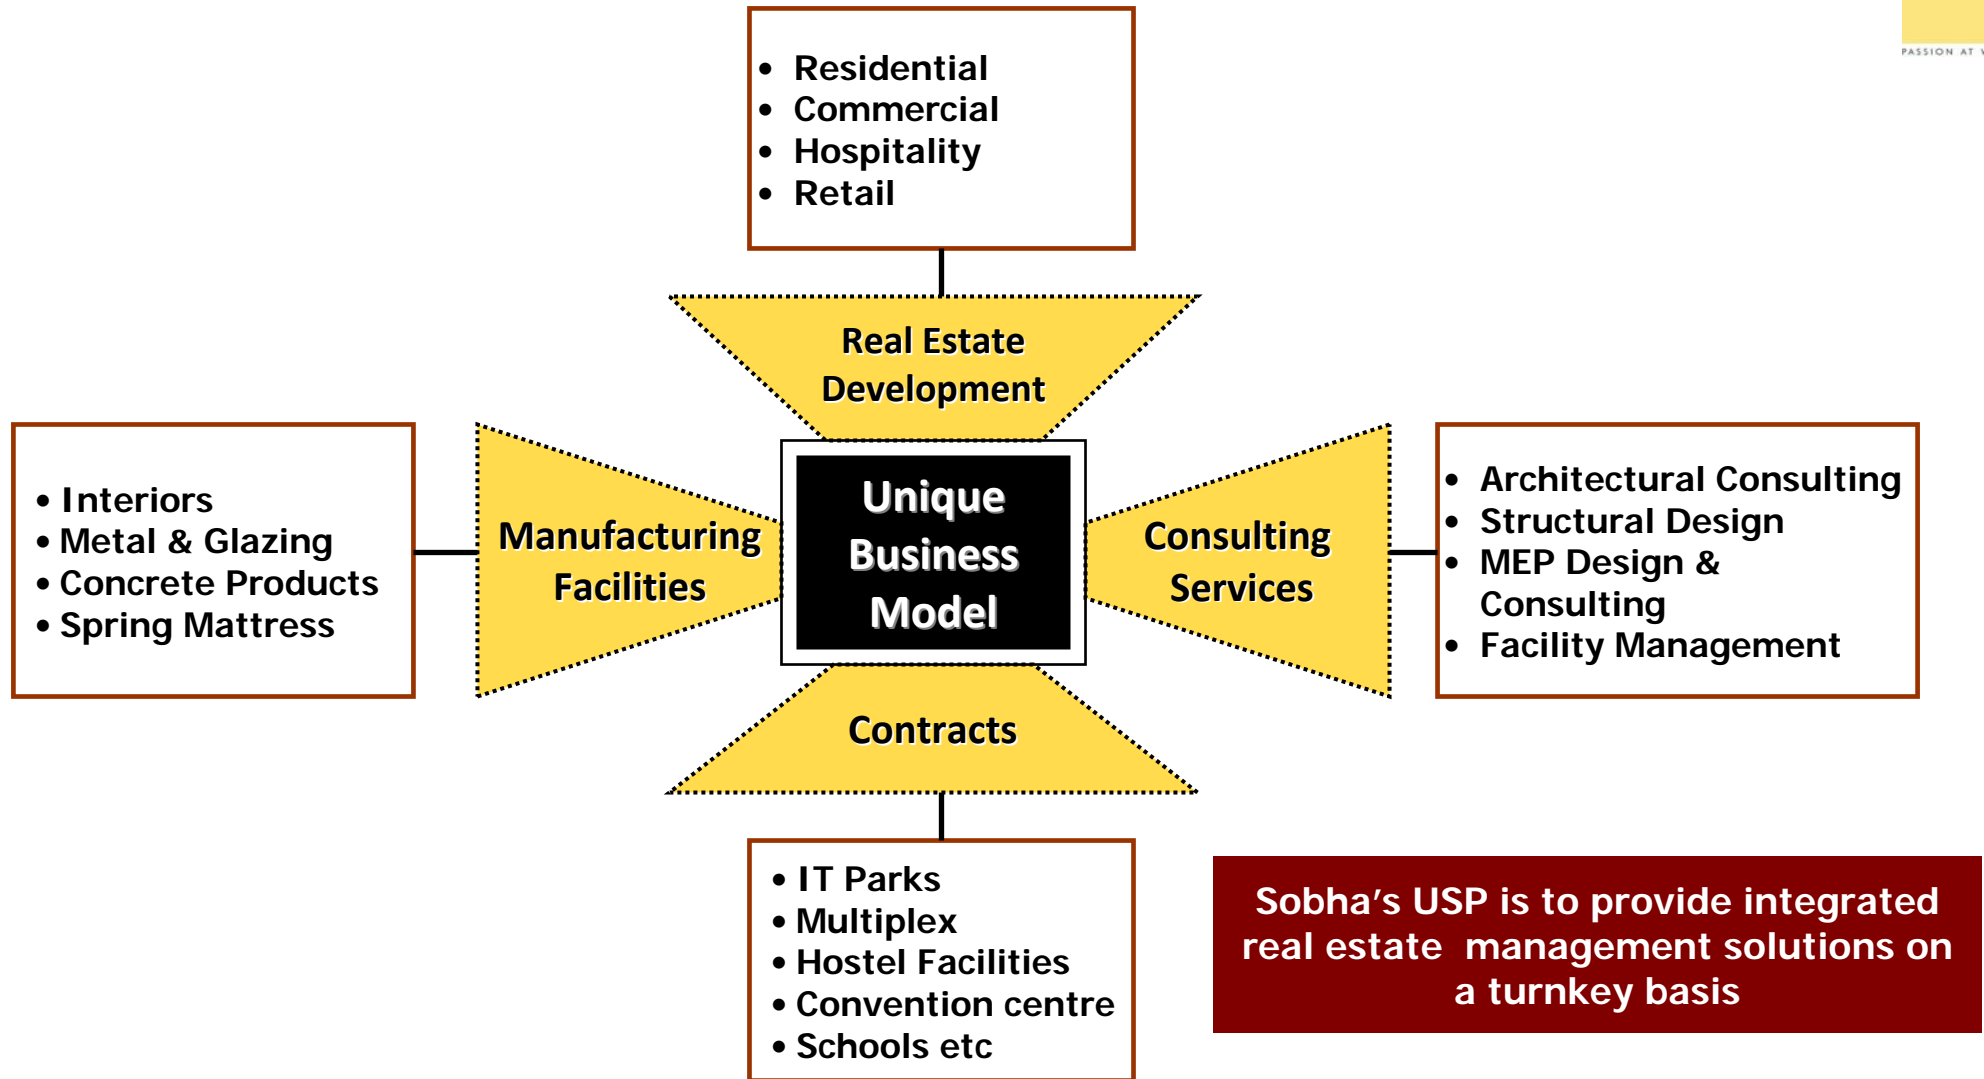 PASSION AT
• Residential
• Commercial
• Hospitality
• Retail
Real Estate
Development
• Interiors
• Metal & Glazing
• Concrete Products
• Spring Mattress
Manufacturing
Facilities
Unique
Business
Model
Consulting
Services
• Architectural Consulting
• Structural Design
• MEP Design &
Consulting
• Facility Management
Contracts
• IT Parks
• Multiplex
• Hostel Facilities
• Convention centre
• Schools etc
Sobha’s USP is to provide integrated
real estate management solutions on
a turnkey basis